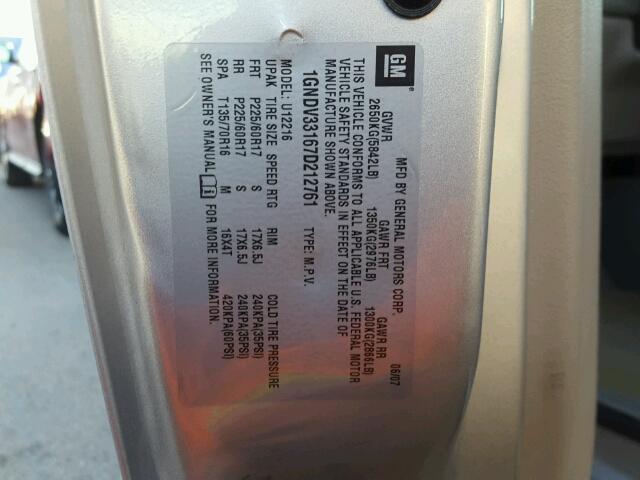 GM
MFD BY GENERAL MOTORS CORP. 06/07
GVWR GAWR FRT GAWR RR
2650KG(5842LB) 1350KG(2976LB) 1300KG(2866LB)
THIS VEHICLE CONFORMS TO ALL APPLICABLE U.S. FEDERAL MOTOR
VEHICLE SAFETY STANDARDS IN EFFECT ON THE DATE OF
MANUFACTURE SHOWN ABOVE.
1GNDV33167D212761 TYPE: M.P.V.
MODEL: U12216
UPAK TIRE SIZE SPEED RTG RIM COLD TIRE PRESSURE
FRT P225/60R17 S 17X6.5J 240KPA(35PSI)
RR P225/60R17 S 17X6.5J 240KPA(35PSI)
SPA T135/70R16 M 16X4T 420KPA(60PSI)
SEE OWNER'S MANUAL FOR MORE INFORMATION.